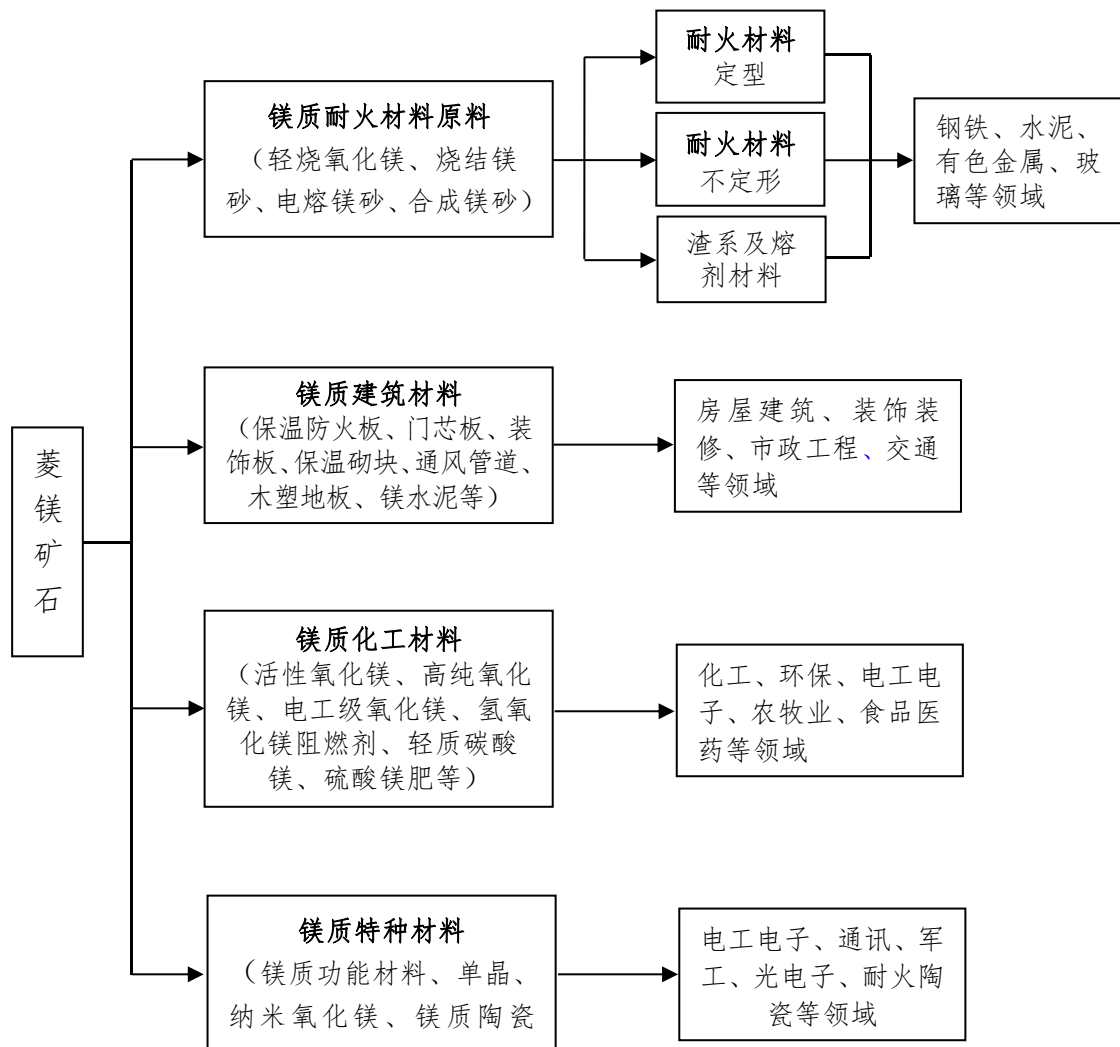 菱
镁
矿
石
镁质耐火材料原料
（轻烧氧化镁、烧结镁
砂、电熔镁砂、合成镁砂）
耐火材料
定型
耐火材料
不定形
渣系及熔
剂材料
钢铁、水泥、
有色金属、玻
璃等领域
镁质建筑材料
（保温防火板、门芯板、装
饰板、保温砌块、通风管道、
木塑地板、镁水泥等）
房屋建筑、装饰装
修、市政工程、交通
等领域
镁质化工材料
（活性氧化镁、高纯氧化
镁、电工级氧化镁、氢氧
化镁阻燃剂、轻质碳酸
镁、硫酸镁肥等）
化工、环保、电工电
子、农牧业、食品医
药等领域
镁质特种材料
（镁质功能材料、单晶、
纳米氧化镁、镁质陶瓷
电工电子、通讯、军
工、光电子、耐火陶
瓷等领域